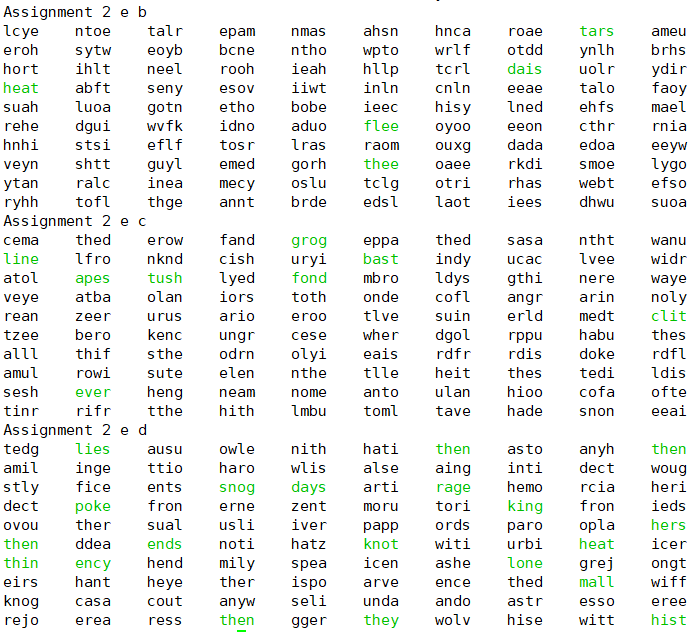 Assignment 2 e b
lcye ntoe talr epam nmas ahsn hnca roae tars ameu
eroh sytw eoyb bcne ntho wpto wrlf otdd ynlh brhs
hort ihlt neel rooh ieah hllp tcrl dais uolr ydir
heat abft seny esov iiwt inln cnln eeae talo faoy
suah luoa gotn etho bobe ieec hisy lned ehfs mael
rehe dgui wvfk idno aduo flee oyoo eeon cthr rnia
hnhi stsi eflf tosr lras raom ouxg dada edoa eeyw
veyn shtt guyl emed gorh thee oaee rkdi smoe lygo
ytan ralc inea mecy oslu tclg otri rhas webt efso
ryhh tofl thge annt brde edsl laot iees dhwu suoa
Assignment 2 e c
cema thed erow fand grog eppa thed sasa ntht wanu
line lfro nknd cish uryi bast indy ucac lvee widr
atol apes tush lyed fond mbro ldys gthi nere waye
veye atba olan iors toth onde cofl angr arin noly
rean zeer urus ario eroo tlve suin erld medt clit
tzee bero kenc ungr cese wher dgol rppu habu thes
alll thif sthe odrn olyi eais rdfr rdis doke rdfl
amul rowi sute elen nthe tlle heit thes tedi ldis
sesh ever heng neam nome anto ulan hioo cofa ofte
tinr rifr tthe hith lmbu toml tave hade snon eeai
Assignment 2 e d
tedg lies ausu owle nith hati then asto anyh then
amil inge ttio haro wlis alse aing inti dect woug
stly fice ents snog days arti rage hemo rcia heri
dect poke fron erne zent moru tori king fron ieds
ovou ther sual usli iver papp ords paro opla hers
then ddea ends noti hatz knot witi urbi heat icer
thin ency hend mily spea icen ashe lone grej ongt
eirs hant heye ther ispo arve ence thed mall wiff
knog casa cout anyw seli unda ando astr esso eree
rejo erea ress then gger they wolv hise witt hist